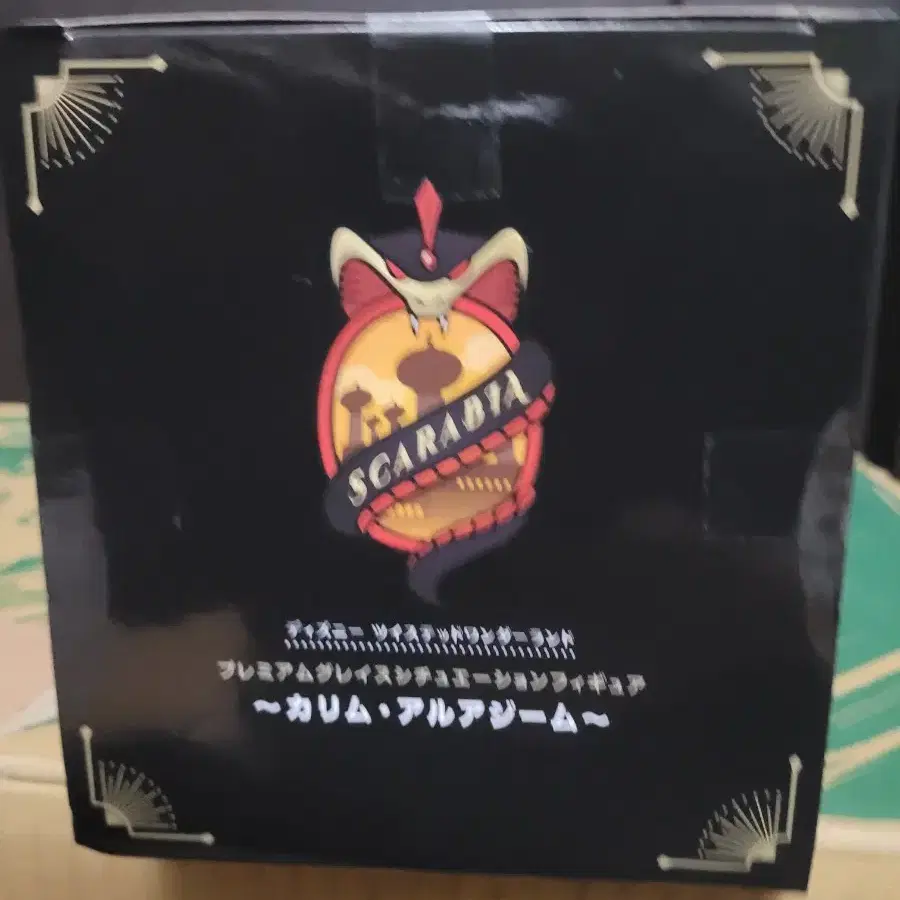 SCARABIA
ディズニー ツイステッドワンダーランド
プレミアムグレイスシチュエーションフィギュア
～カリム・アルアジーム～